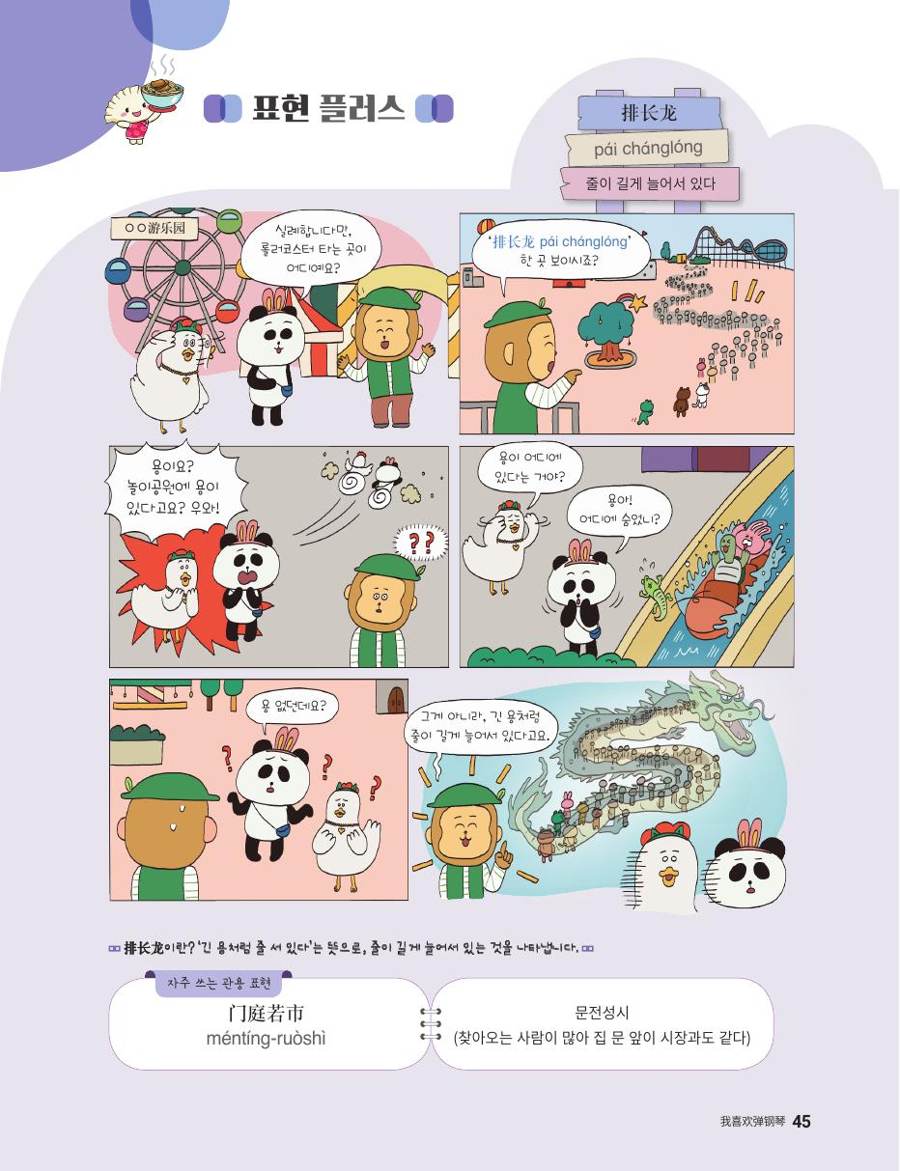 표현 플러스
排长龙
pái chánglóng
줄이 길게 늘어서 있다
○○游乐园
실례합니다만,
롤러코스터 타는 곳이
어디예요?
‘排长龙 pái chánglóng’
한 곳 보이시죠?
용이요?
놀이공원에 용이
있다고요? 우와!
??
용이 어디에
있다는 거야?
용아!
어디에 숨었니?
용 없던데요?
? ? ?
그게 아니라, 긴 용처럼
줄이 길게 늘어서 있다고요.
排长龙이란? ‘긴 용처럼 줄 서 있다’는 뜻으로, 줄이 길게 늘어서 있는 것을 나타냅니다.
자주 쓰는 관용 표현
门庭若市
méntíng-ruòshì
문전성시
(찾아오는 사람이 많아 집 문 앞이 시장과도 같다)
我喜欢弹钢琴 45